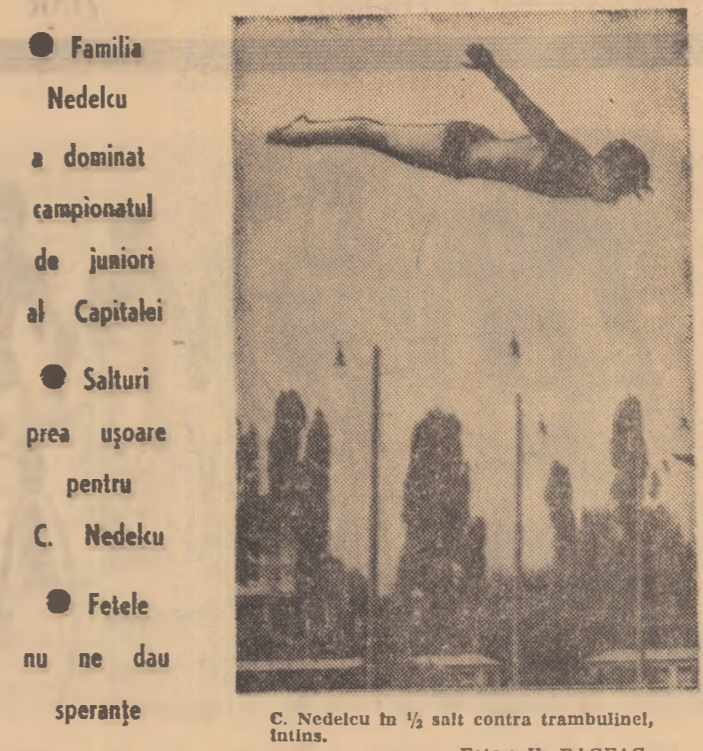 ● Familia
Nedelcu
a dominat
campionatul
de juniori
al Capitalei
● Salturi
prea ușoare
pentru
C. Nedelcu
● Fetele
nu ne dau
speranțe
C. Nedelcu în ½ salt contra trambulinei,
întins.